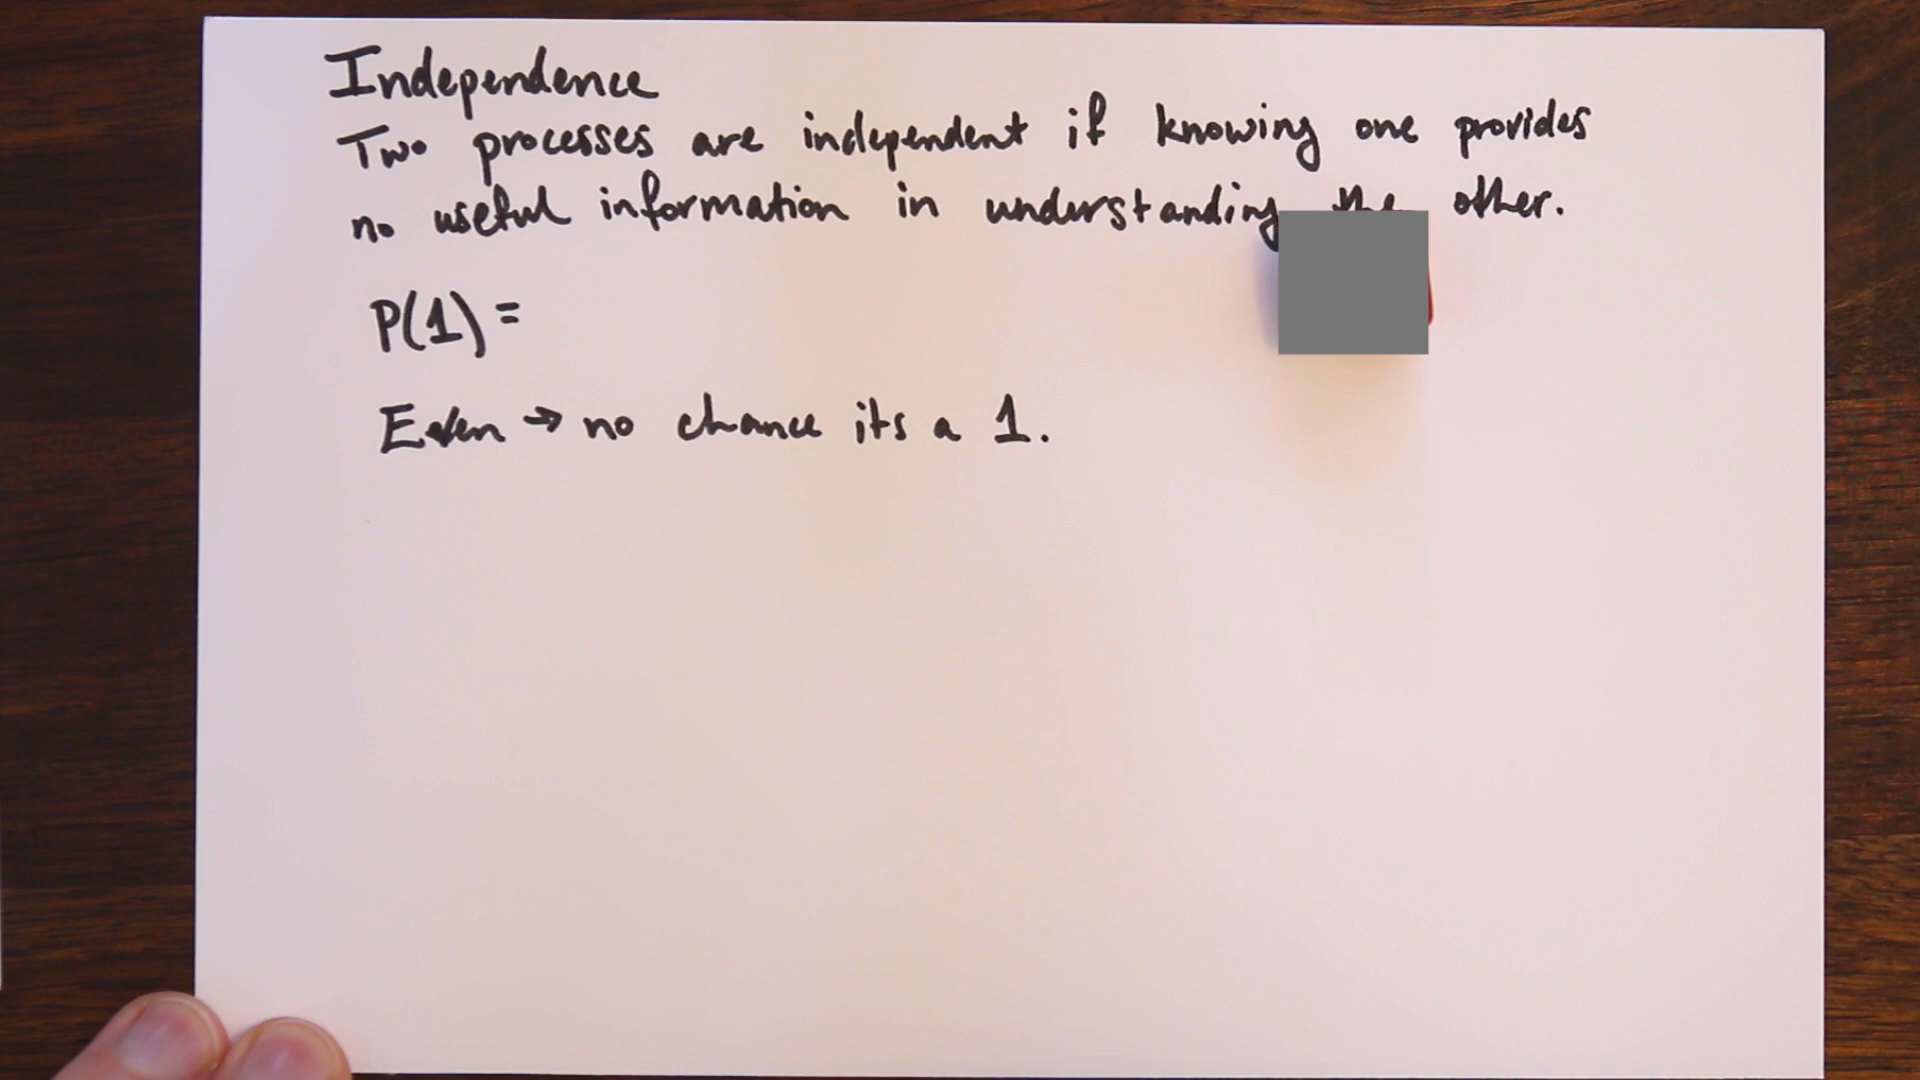 Independence
Two processes are independent if knowing one provides
no useful information in understanding the other.
P(1) =
Even → no chance its a 1.